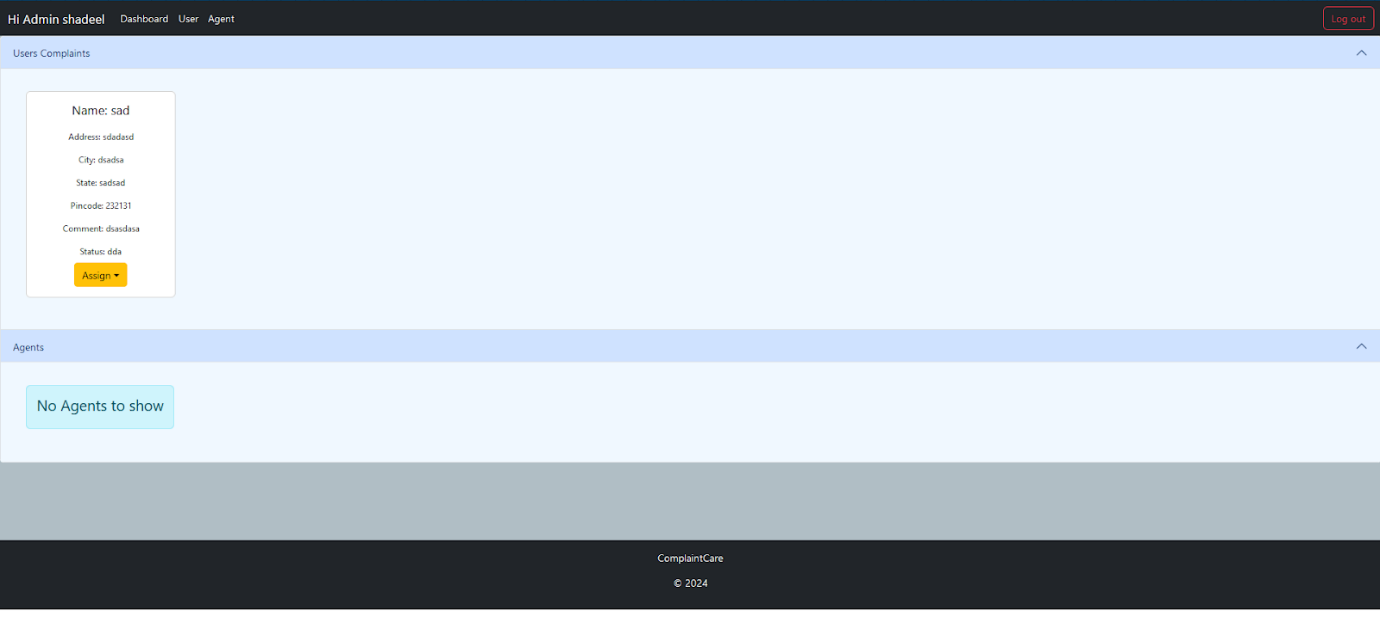 Hi Admin shadeel Dashboard User Agent Log out
Users Complaints
Name: sad
Address: sdadasd
City: dsadsa
State: sadsad
Pincode: 232131
Comment: dsasdasa
Status: dda
Assign
Agents
No Agents to show
ComplaintCare
© 2024